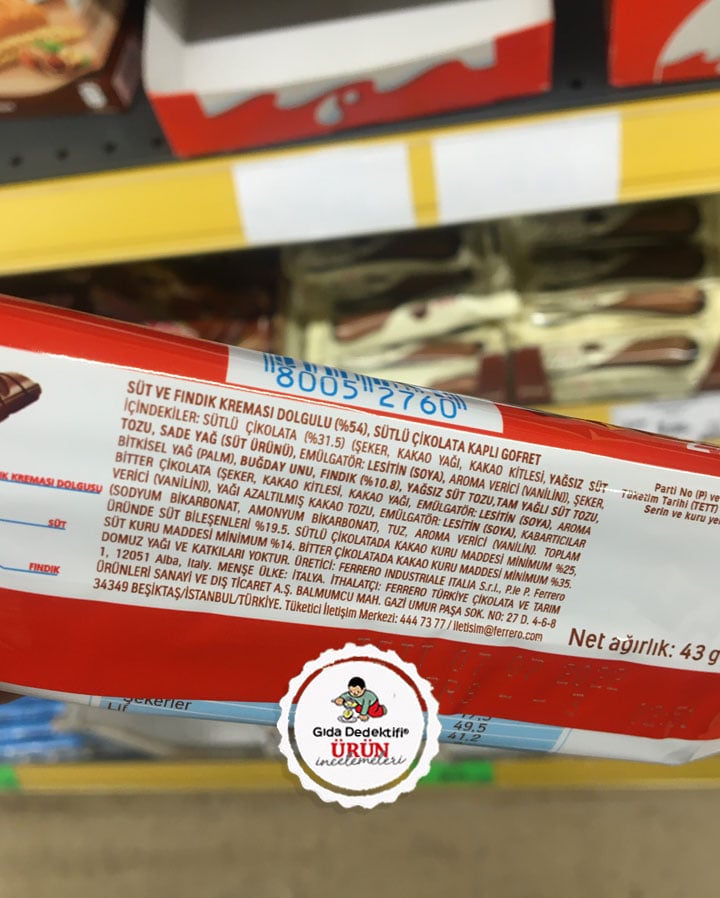 8005 2760
SÜT VE FINDIK KREMASI DOLGULU (%54), SÜTLÜ ÇİKOLATA KAPLI GOFRET
İÇİNDEKİLER: SÜTLÜ ÇİKOLATA (%31.5) (ŞEKER, KAKAO YAĞI, KAKAO KİTLESİ, YAĞSIZ SÜT
TOZU, SADE YAĞ (SÜT ÜRÜNÜ), EMÜLGATÖR: LESİTİN (SOYA), AROMA VERİCİ (VANİLİN)), ŞEKER,
BİTKİSEL YAĞ (PALM), BUĞDAY UNU, FINDIK (%10.8), YAĞSIZ SÜT TOZU, TAM YAĞLI SÜT TOZU,
BİTTER ÇİKOLATA (ŞEKER, KAKAO KİTLESİ, KAKAO YAĞI, EMÜLGATÖR: LESİTİN (SOYA), AROMA
VERİCİ (VANİLİN)), YAĞI AZALTILMIŞ KAKAO TOZU, EMÜLGATÖR: LESİTİN (SOYA), KABARTICILAR
(SODYUM BİKARBONAT, AMONYUM BİKARBONAT), TUZ, AROMA VERİCİ (VANİLİN). TOPLAM
ÜRÜNDE SÜT BİLEŞENLERİ %19.5. SÜTLÜ ÇİKOLATADA KAKAO KURU MADDESİ MİNİMUM %25,
SÜT KURU MADDESİ MİNİMUM %14. BİTTER ÇİKOLATADA KAKAO KURU MADDESİ MİNİMUM %35.
DOMUZ YAĞI VE KATKILARI YOKTUR. ÜRETİCİ: FERRERO INDUSTRIALE ITALIA S.r.l., P.le P. Ferrero
1, 12051 Alba, Italy. MENŞE ÜLKE: İTALYA. İTHALATÇI: FERRERO TÜRKİYE ÇİKOLATA VE TARIM
ÜRÜNLERİ SANAYİ VE DIŞ TİCARET A.Ş. BALMUMCU MAH. GAZİ UMUR PAŞA SOK. NO: 27 D. 4-6-8
34349 BEŞİKTAŞ/İSTANBUL/TÜRKİYE. Tüketici İletişim Merkezi: 444 73 77 / iletisim@ferrero.com
KREMASI DOLGUSU
SÜT
FINDIK
Parti No (P) ve
Tüketim Tarihi (TETT)
Serin ve kuru ye
Net ağırlık: 43 g
şekerler
49.5
41.2
Gıda Dedektifi®
ÜRÜN
incelemeleri